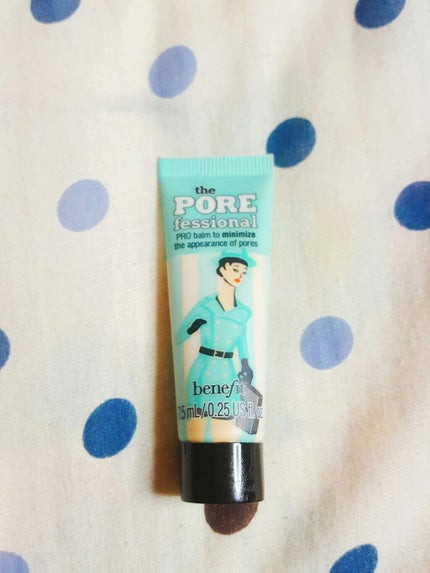 the
PORE
fessional
PRO balm to minimize
the appearance of pores
benefit
7.5 mL/0.25 US fl. oz